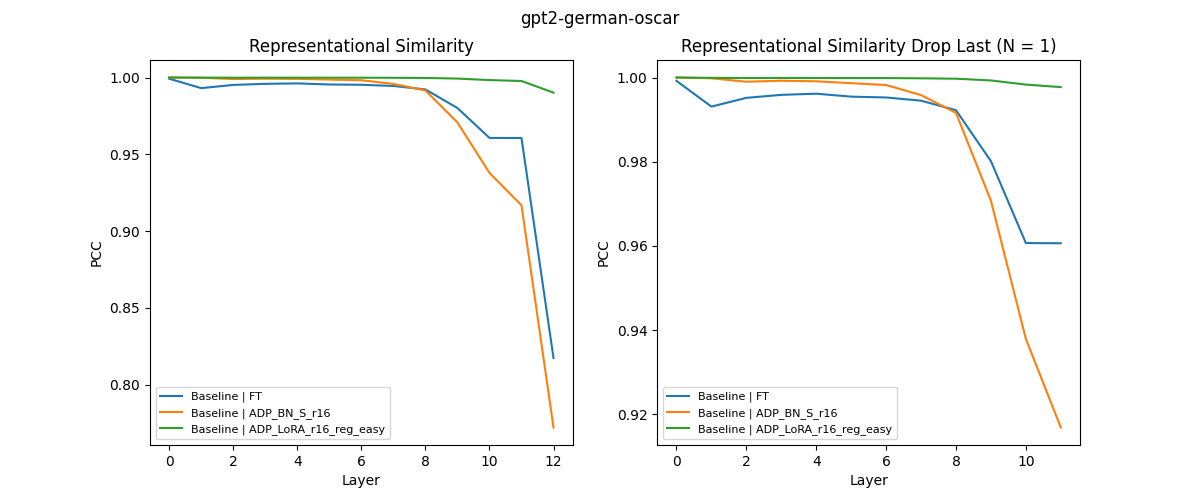 gpt2-german-oscar
Representational Similarity
PCC
1.00
0.95
0.90
0.85
0.80
Baseline | FT
Baseline | ADP_BN_S_r16
Baseline | ADP_LoRA_r16_reg_easy
0 2 4 6 8 10 12
Layer
Representational Similarity Drop Last (N = 1)
PCC
1.00
0.98
0.96
0.94
0.92
Baseline | FT
Baseline | ADP_BN_S_r16
Baseline | ADP_LoRA_r16_reg_easy
0 2 4 6 8 10
Layer